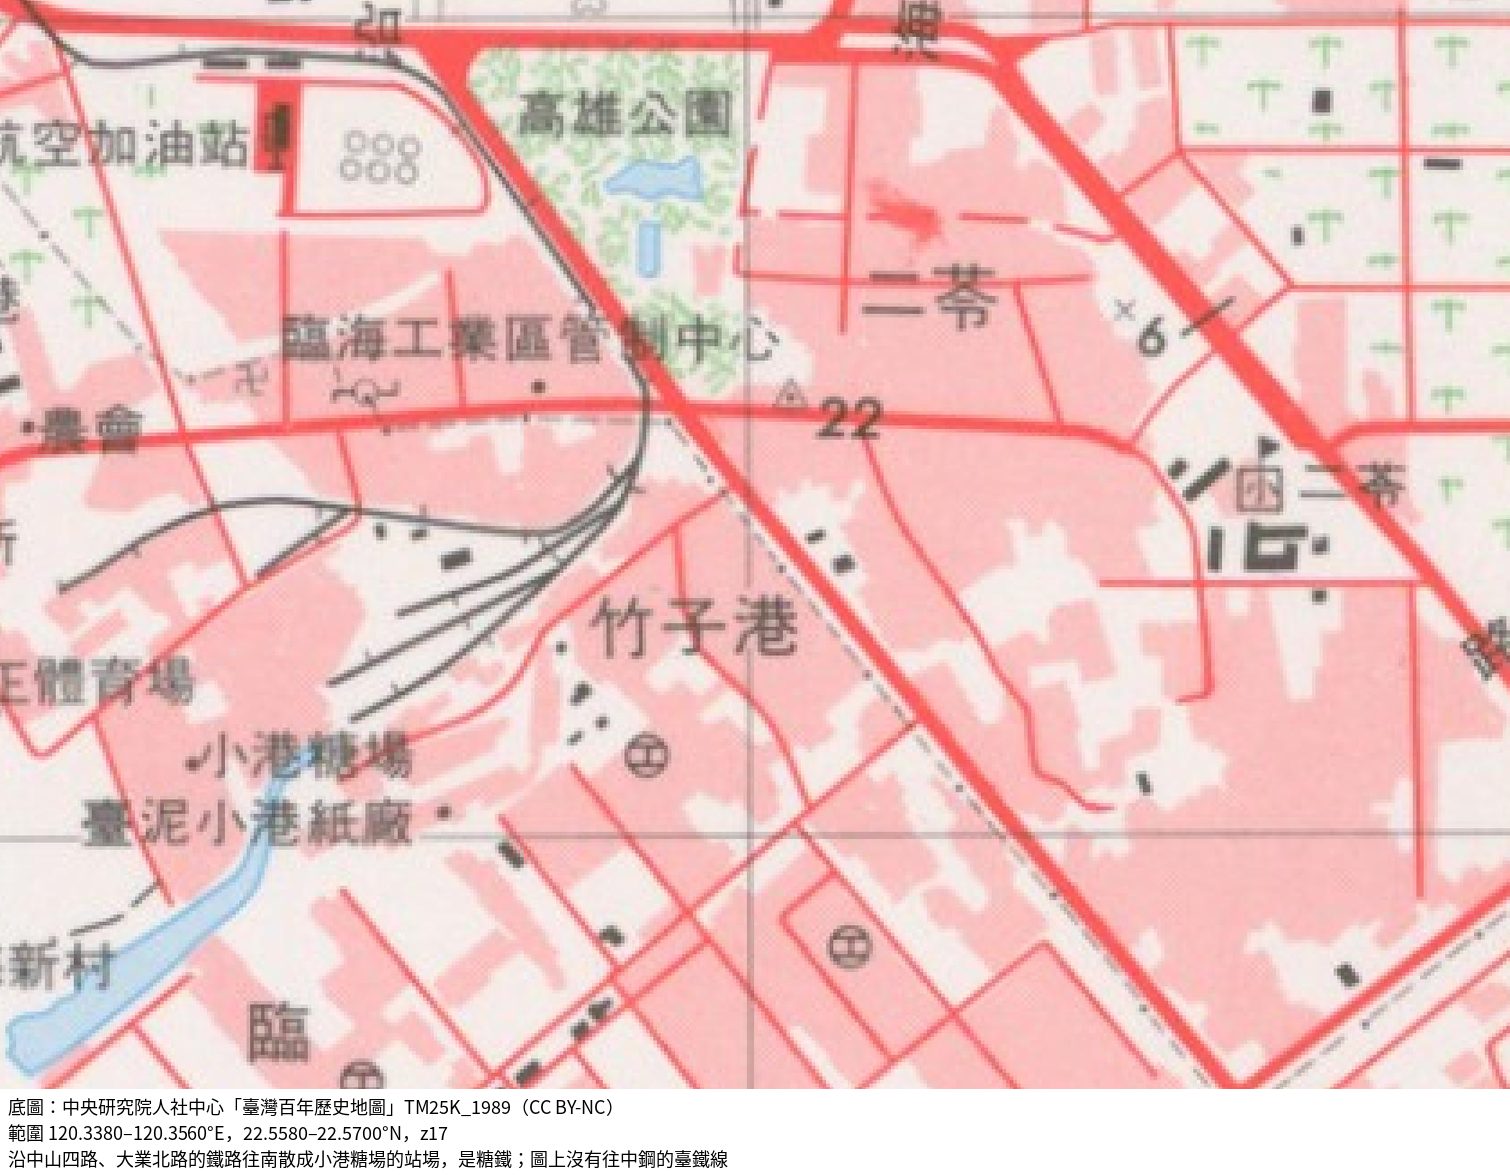 海
高雄公園
航空加油站
二苓
臨海工業區管制中心
6
22
農會
小
二苓
竹子港
正體育場
小港糖場
臺泥小港紙廠
新村
臨
底圖：中央研究院人社中心「臺灣百年歷史地圖」TM25K_1989（CC BY-NC）
範圍 120.3380–120.3560°E，22.5580–22.5700°N，z17
沿中山四路、大業北路的鐵路往南散成小港糖場的站場，是糖鐵；圖上沒有往中鋼的臺鐵線